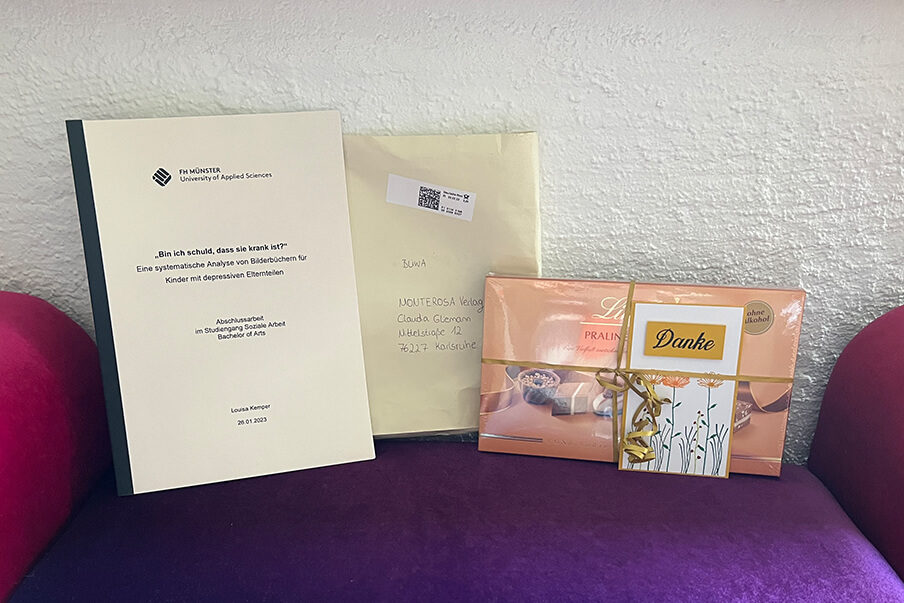 FH MÜNSTER
University of Applied Sciences
„Bin ich schuld, dass sie krank ist?“
Eine systematische Analyse von Bilderbüchern für
Kinder mit depressiven Elternteilen
Abschlussarbeit
im Studiengang Soziale Arbeit
Bachelor of Arts
Louisa Kemper
26.01.2023
BÜWA
MONTEROSA Verlag
Claudia Gliemann
Mittelstraße 12
76227 Karlsruhe
PRALIN
ohne
Alkohol
Danke